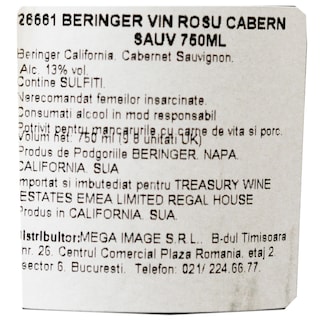 26661 BERINGER VIN ROSU CABERN
SAUV 750ML
Beringer California. Cabernet Sauvignon.
Alc. 13% vol.
Contine SULFITI.
Nerecomandat femeilor insarcinate.
Consumati alcool in mod responsabil
Potrivit pentru mancarurile cu carne de vita si porc.
Volum net: 750 ml (9 8 unitati UK)
Produs de Podgoriile BERINGER. NAPA.
CALIFORNIA. SUA
Importat si imbuteliat pentru TREASURY WINE
ESTATES EMEA LIMITED REGAL HOUSE
Produs in CALIFORNIA. SUA.
Distribuitor:MEGA IMAGE S.R.L.. B-dul Timisoara
nr. 26. Centrul Comercial Plaza Romania. etaj 2.
sector 6. Bucuresti. Telefon: 021/ 224.66.77.